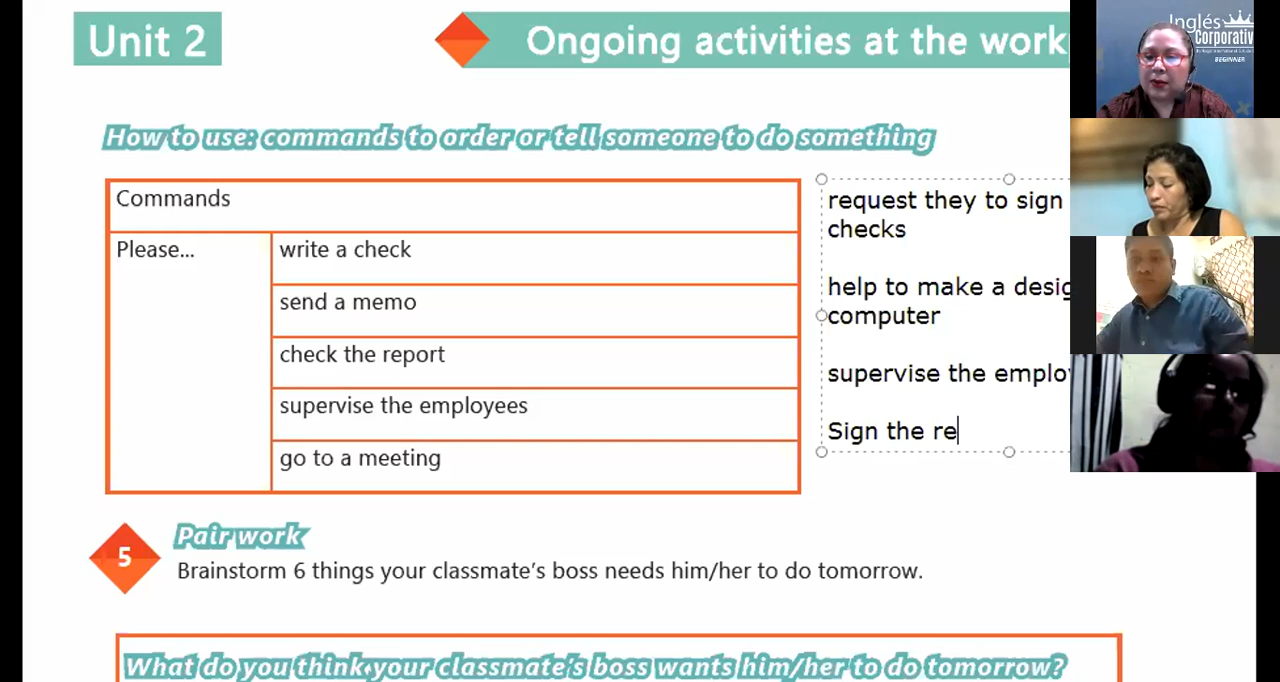 Unit 2
Ongoing activities at the work
Inglés
Corporativ
BEGINNER
How to use: commands to order or tell someone to do something
Commands
Please...
write a check
send a memo
check the report
supervise the employees
go to a meeting
request they to sign
checks
help to make a desig
computer
supervise the emplo
Sign the re
5
Pair work
Brainstorm 6 things your classmate's boss needs him/her to do tomorrow.
What do you think your classmate's boss wants him/her to do tomorrow?